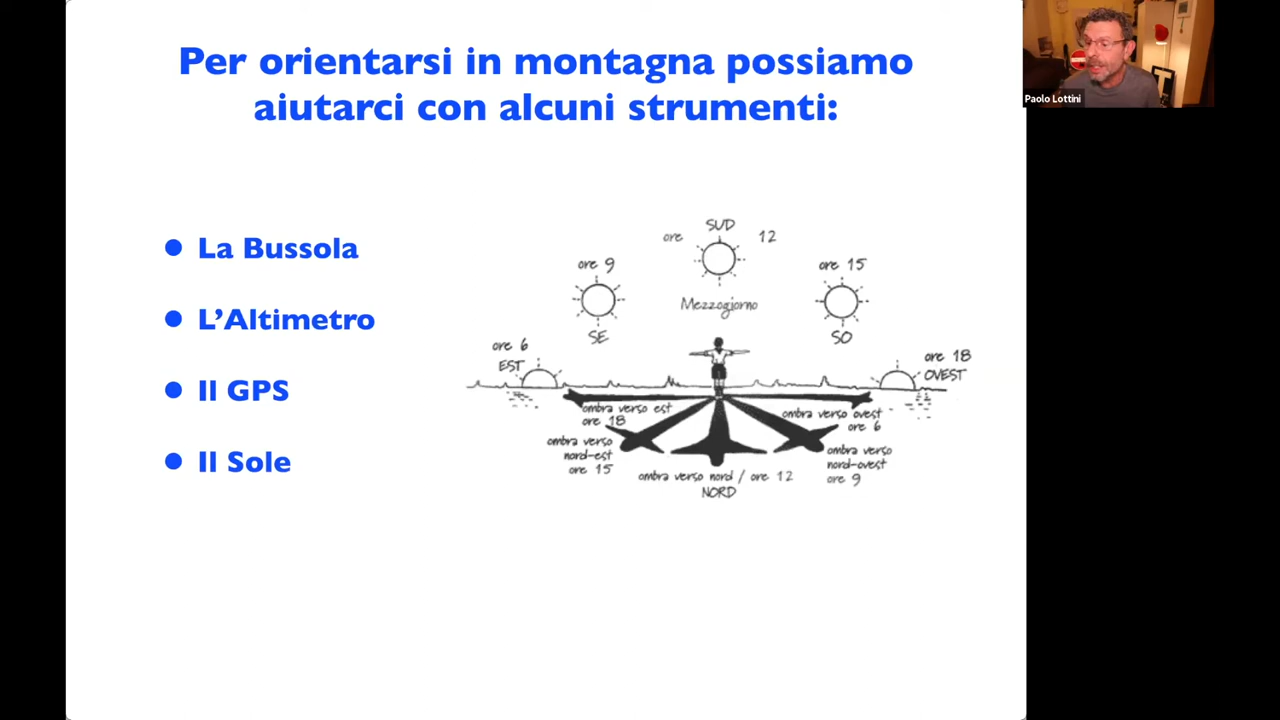 Per orientarsi in montagna possiamo
aiutarci con alcuni strumenti:
Paolo Lottini
● La Bussola
● L’Altimetro
● Il GPS
● Il Sole
SUD
ore 12
ore 9
ore 15
Mezzogiorno
SE
SO
ore 6
EST
ore 18
OVEST
ombra verso est
ore 18
ombra verso ovest
ore 6
ombra verso
nord-est
ore 15
ombra verso
nord-ovest
ore 9
ombra verso nord / ore 12
NORD